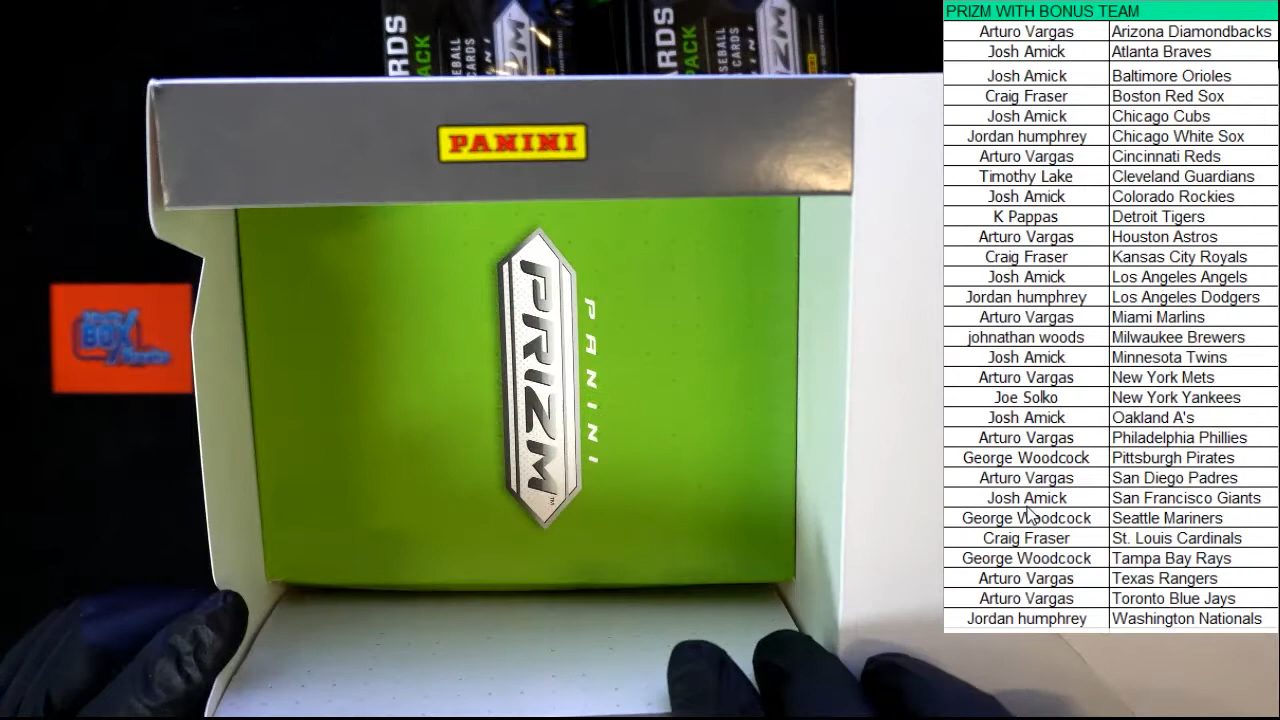 PRIZM WITH BONUS TEAM
Arturo Vargas Arizona Diamondbacks
Josh Amick Atlanta Braves
Josh Amick Baltimore Orioles
Craig Fraser Boston Red Sox
Josh Amick Chicago Cubs
Jordan humphrey Chicago White Sox
Arturo Vargas Cincinnati Reds
Timothy Lake Cleveland Guardians
Josh Amick Colorado Rockies
K Pappas Detroit Tigers
Arturo Vargas Houston Astros
Craig Fraser Kansas City Royals
Josh Amick Los Angeles Angels
Jordan humphrey Los Angeles Dodgers
Arturo Vargas Miami Marlins
johnathan woods Milwaukee Brewers
Josh Amick Minnesota Twins
Arturo Vargas New York Mets
Joe Solko New York Yankees
Josh Amick Oakland A's
Arturo Vargas Philadelphia Phillies
George Woodcock Pittsburgh Pirates
Arturo Vargas San Diego Padres
Josh Amick San Francisco Giants
George Woodcock Seattle Mariners
Craig Fraser St. Louis Cardinals
George Woodcock Tampa Bay Rays
Arturo Vargas Texas Rangers
Arturo Vargas Toronto Blue Jays
Jordan humphrey Washington Nationals
PANINI
PANINI
PRIZM™
BOX